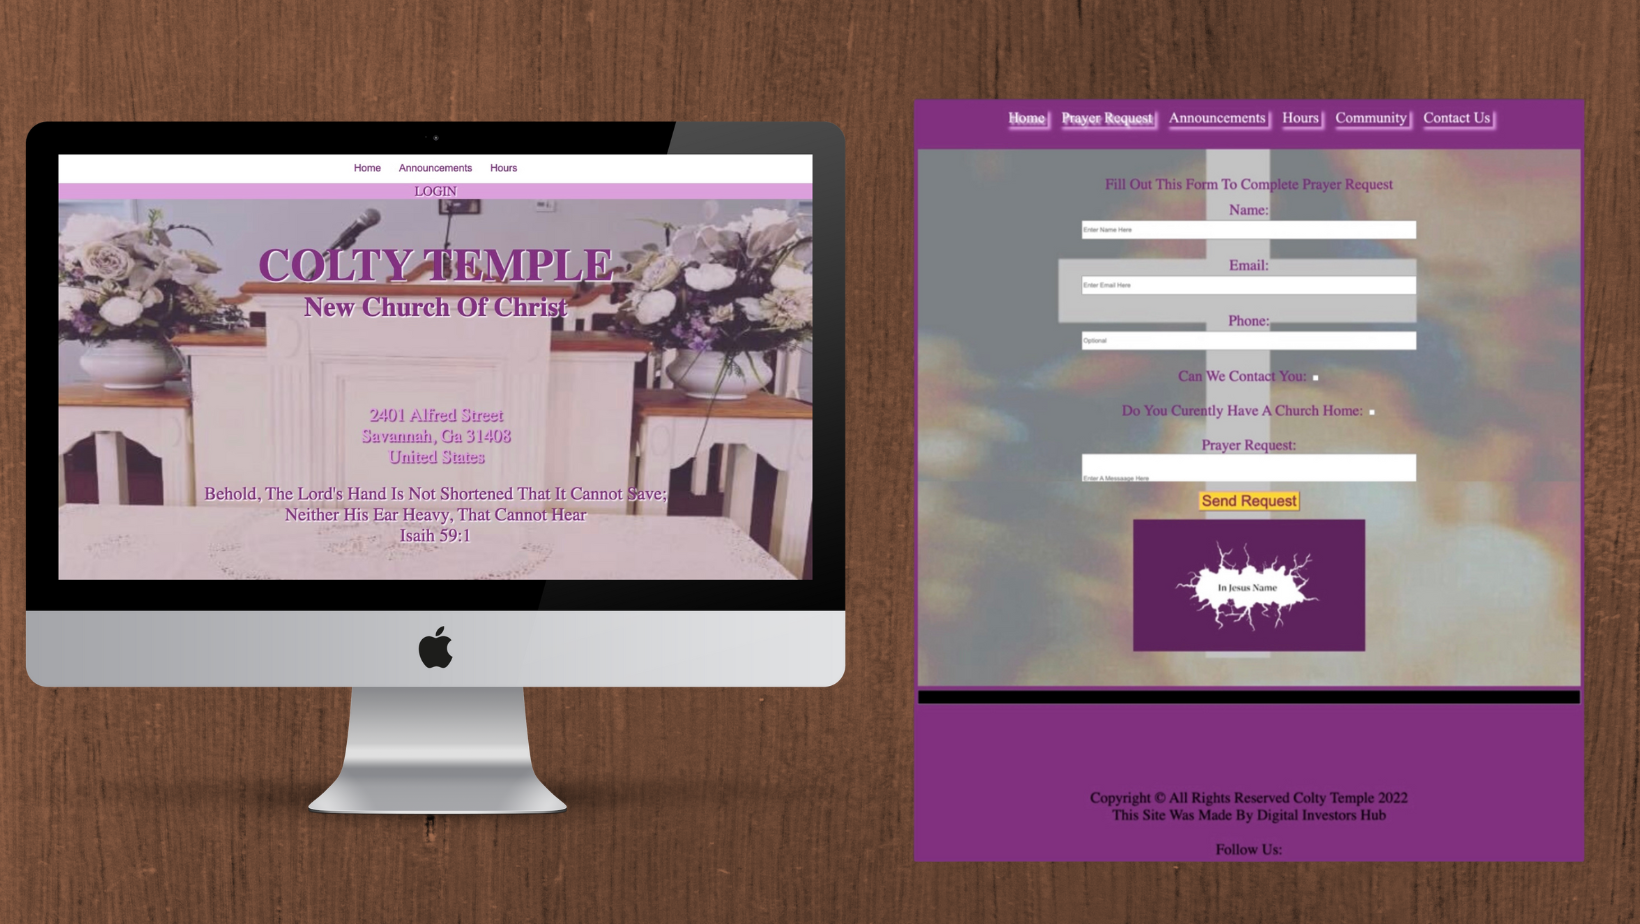 Home Announcements Hours
LOGIN
COLTY TEMPLE
New Church Of Christ
2401 Alfred Street
Savannah, Ga 31408
United States
Behold, The Lord's Hand Is Not Shortened That It Cannot Save;
Neither His Ear Heavy, That Cannot Hear
Isaih 59:1
Home Prayer Request Announcements Hours Community Contact Us
Fill Out This Form To Complete Prayer Request
Name:
Enter Name Here
Email:
Enter Email Here
Phone:
Optional
Can We Contact You:
Do You Curently Have A Church Home:
Prayer Request:
Enter A Messsage Here
Send Request
In Jesus Name
Copyright © All Rights Reserved Colty Temple 2022
This Site Was Made By Digital Investors Hub
Follow Us: